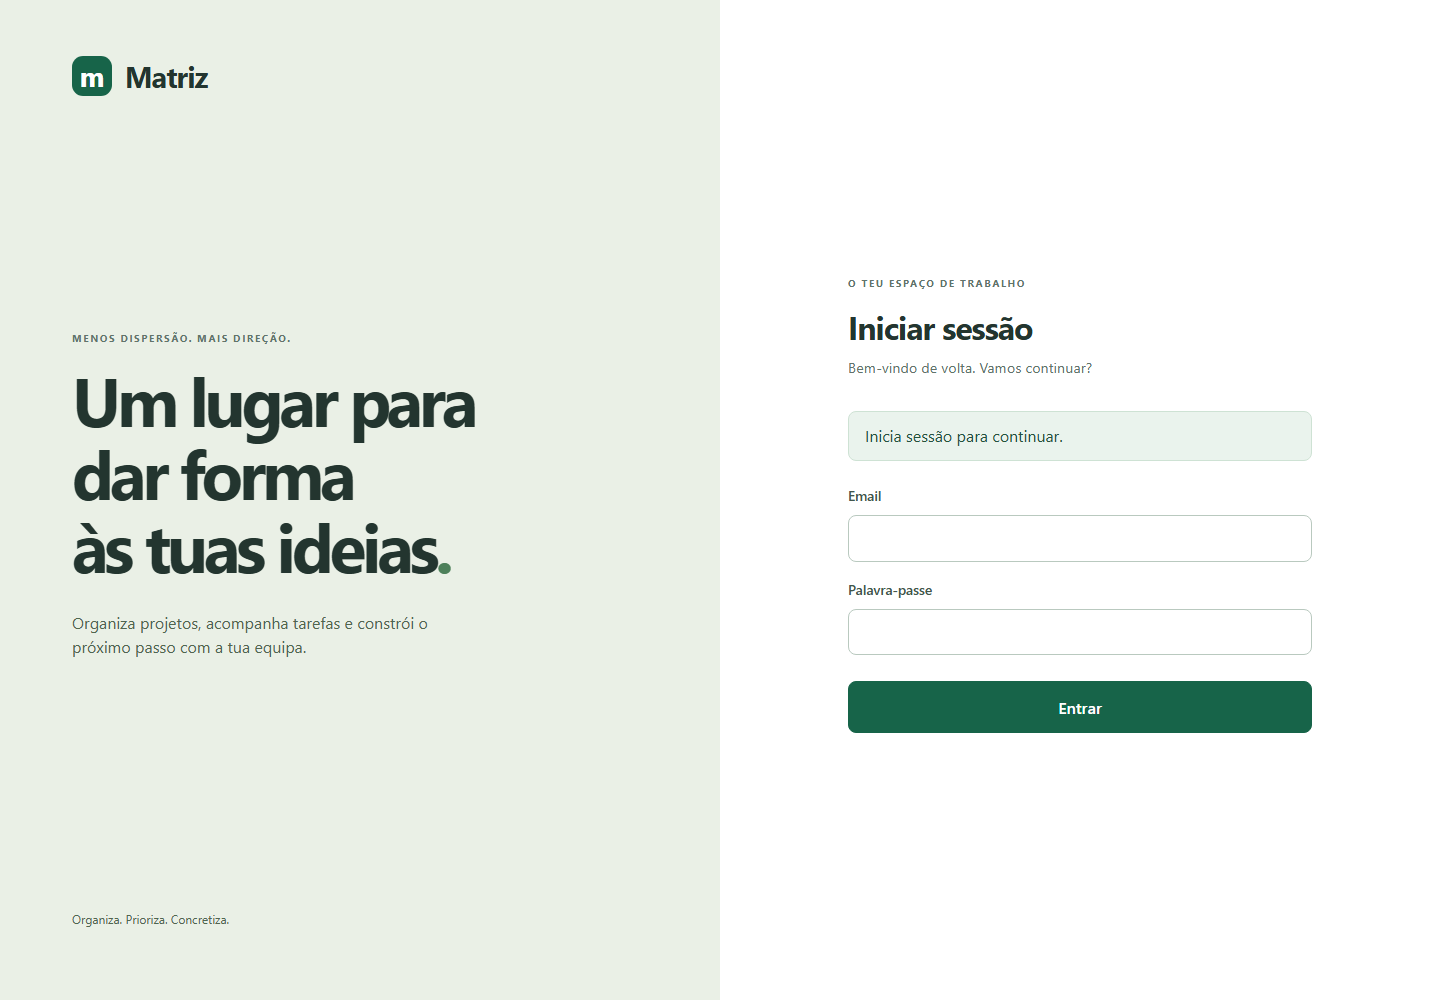 m Matriz
MENOS DISPERSÃO. MAIS DIREÇÃO.
Um lugar para
dar forma
às tuas ideias.
Organiza projetos, acompanha tarefas e constrói o
próximo passo com a tua equipa.
Organiza. Prioriza. Concretiza.
O TEU ESPAÇO DE TRABALHO
Iniciar sessão
Bem-vindo de volta. Vamos continuar?
Inicia sessão para continuar.
Email
Palavra-passe
Entrar